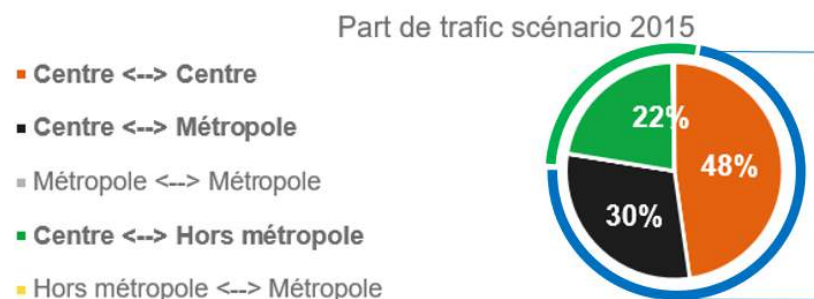 Part de trafic scénario 2015
Centre <--> Centre
Centre <--> Métropole
Métropole <--> Métropole
Centre <--> Hors métropole
Hors métropole <--> Métropole
22%
48%
30%